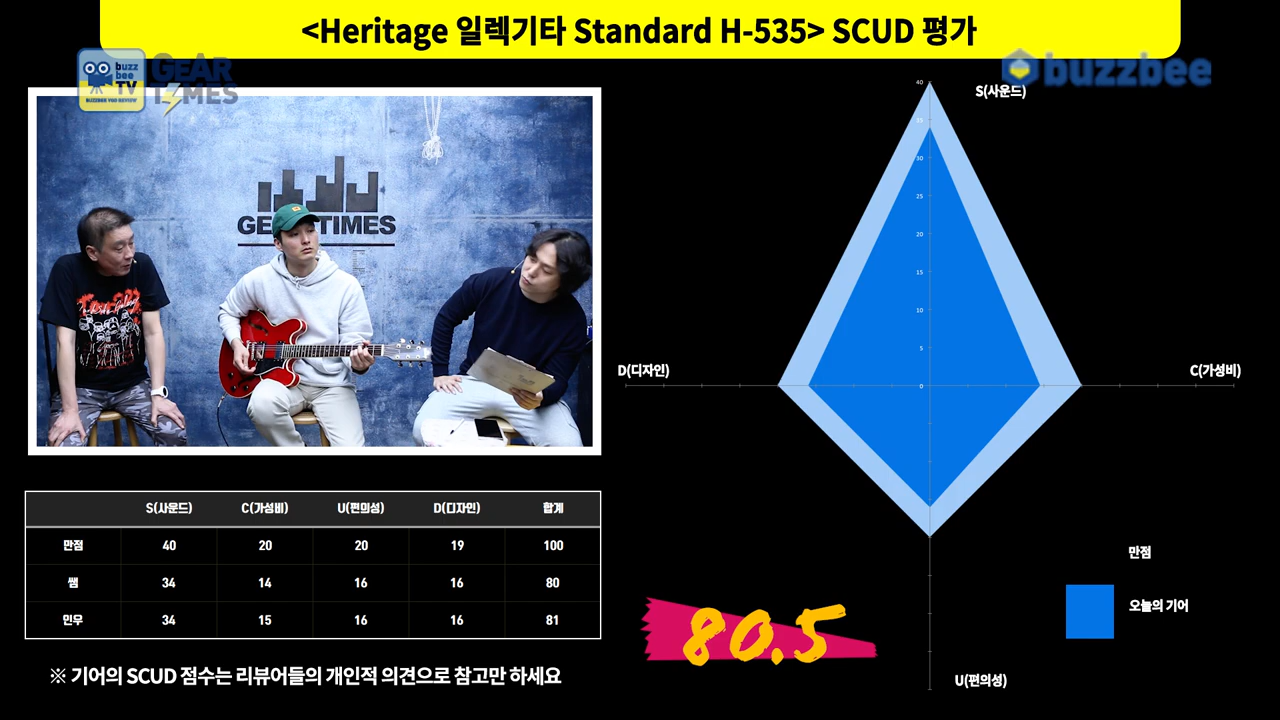 <Heritage 일렉기타 Standard H-535> SCUD 평가
buzz
bee
TV
BUZZBEE YOU REVIEW
GEAR
TIMES
buzzbee
GEAR TIMES
S(사운드)
40
35
30
25
20
15
10
5
0
D(디자인)
C(가성비)
U(편의성)
S(사운드) C(가성비) U(편의성) D(디자인) 합계
만점 40 20 20 19 100
쌤 34 14 16 16 80
민우 34 15 16 16 81
만점
오늘의 기어
80.5
※ 기어의 SCUD 점수는 리뷰어들의 개인적 의견으로 참고만 하세요